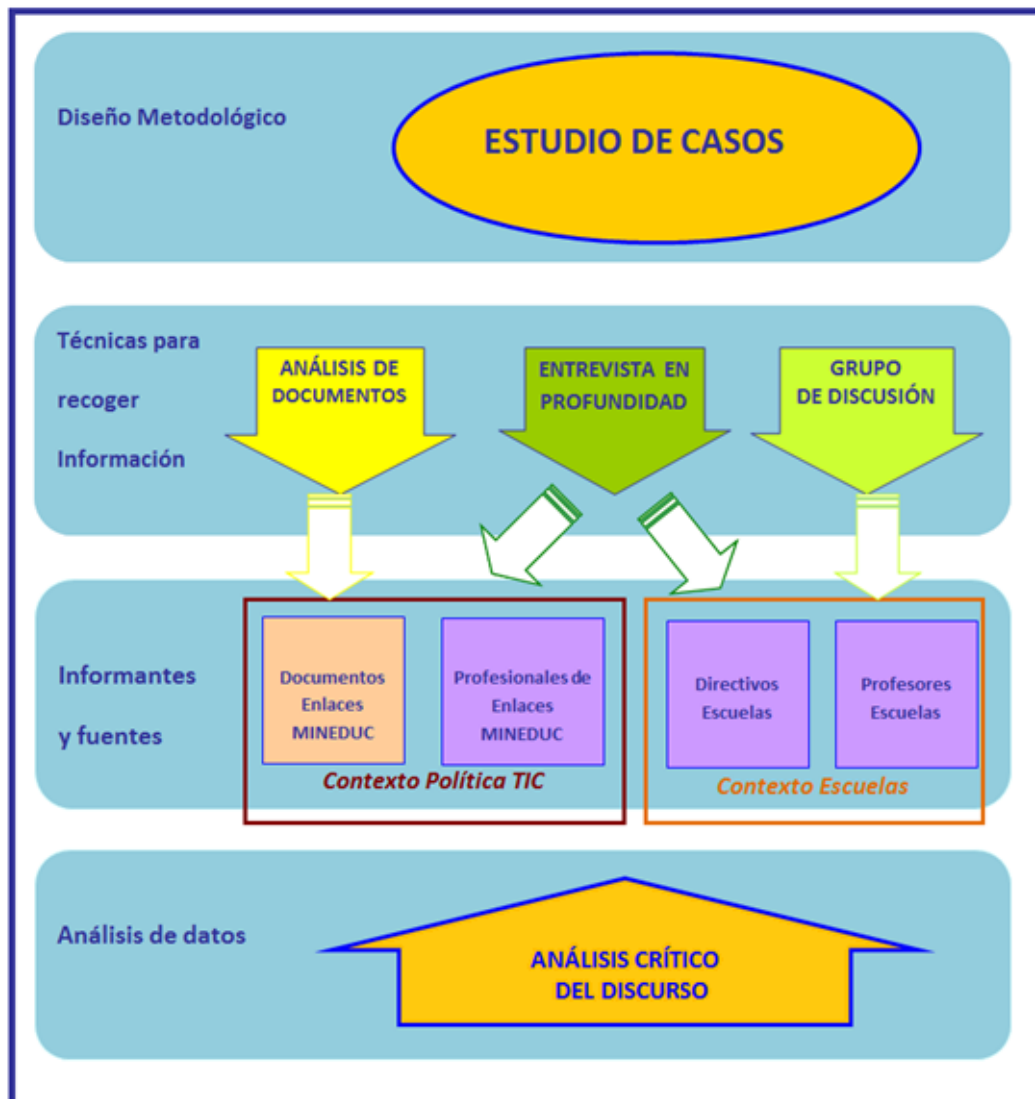 Diseño Metodológico
ESTUDIO DE CASOS
Técnicas para
recoger
Información
ANÁLISIS DE
DOCUMENTOS
ENTREVISTA EN
PROFUNDIDAD
GRUPO
DE DISCUSIÓN
Informantes
y fuentes
Documentos
Enlaces
MINEDUC
Profesionales de
Enlaces
MINEDUC
Contexto Política TIC
Directivos
Escuelas
Profesores
Escuelas
Contexto Escuelas
Análisis de datos
ANÁLISIS CRÍTICO
DEL DISCURSO